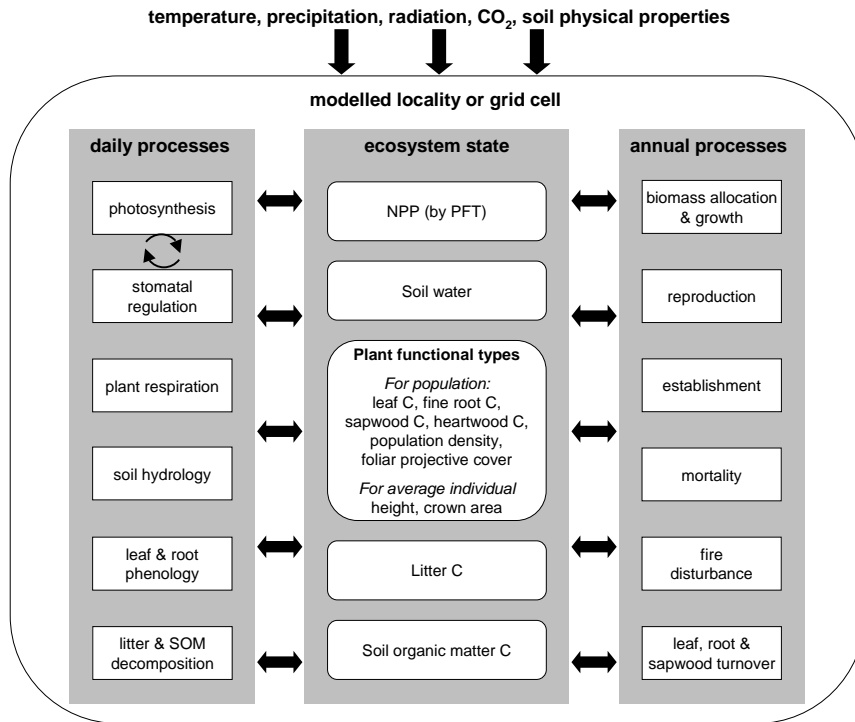 temperature, precipitation, radiation, CO₂, soil physical properties
modelled locality or grid cell
daily processes
photosynthesis
stomatal
regulation
plant respiration
soil hydrology
leaf & root
phenology
litter & SOM
decomposition
ecosystem state
NPP (by PFT)
Soil water
Plant functional types
For population:
leaf C, fine root C,
sapwood C, heartwood C,
population density,
foliar projective cover
For average individual
height, crown area
Litter C
Soil organic matter C
annual processes
biomass allocation
& growth
reproduction
establishment
mortality
fire
disturbance
leaf, root &
sapwood turnover